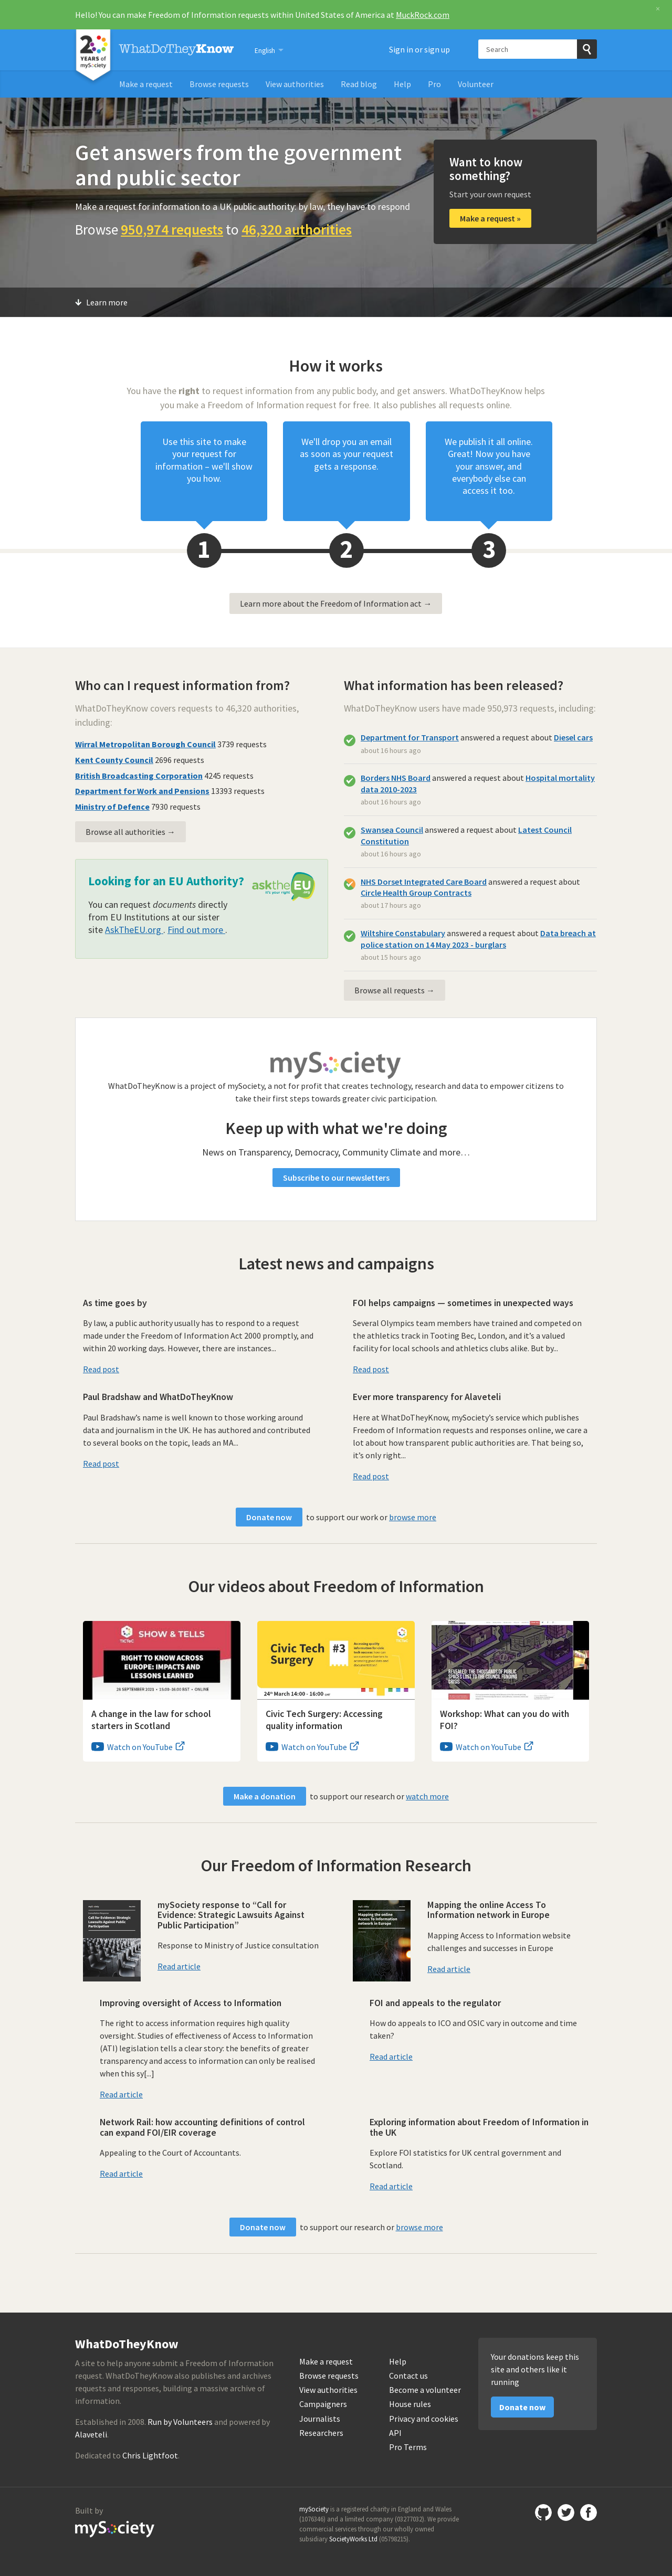 Hello! You can make Freedom of Information requests within United States of America at MuckRock.com
×
20
YEARS of
mySociety
WhatDoTheyKnow
English
Sign in or sign up
Search
Make a request
Browse requests
View authorities
Read blog
Help
Pro
Volunteer
Get answers from the government
and public sector
Make a request for information to a UK public authority: by law, they have to respond
Browse 950,974 requests to 46,320 authorities
Want to know
something?
Start your own request
Make a request »
Learn more
How it works
You have the right to request information from any public body, and get answers. WhatDoTheyKnow helps
you make a Freedom of Information request for free. It also publishes all requests online.
Use this site to make
your request for
information – we'll show
you how.
We'll drop you an email
as soon as your request
gets a response.
We publish it all online.
Great! Now you have
your answer, and
everybody else can
access it too.
1
2
3
Learn more about the Freedom of Information act →
Who can I request information from?
WhatDoTheyKnow covers requests to 46,320 authorities,
including:
Wirral Metropolitan Borough Council 3739 requests
Kent County Council 2696 requests
British Broadcasting Corporation 4245 requests
Department for Work and Pensions 13393 requests
Ministry of Defence 7930 requests
Browse all authorities →
Looking for an EU Authority?
You can request documents directly
from EU Institutions at our sister
site AskTheEU.org . Find out more .
asktheEU
it's your right
What information has been released?
WhatDoTheyKnow users have made 950,973 requests, including:
Department for Transport answered a request about Diesel cars
about 16 hours ago
Borders NHS Board answered a request about Hospital mortality
data 2010-2023
about 16 hours ago
Swansea Council answered a request about Latest Council
Constitution
about 16 hours ago
NHS Dorset Integrated Care Board answered a request about
Circle Health Group Contracts
about 17 hours ago
Wiltshire Constabulary answered a request about Data breach at
police station on 14 May 2023 - burglars
about 15 hours ago
Browse all requests →
mySociety
WhatDoTheyKnow is a project of mySociety, a not for profit that creates technology, research and data to empower citizens to
take their first steps towards greater civic participation.
Keep up with what we're doing
News on Transparency, Democracy, Community Climate and more…
Subscribe to our newsletters
Latest news and campaigns
As time goes by
By law, a public authority usually has to respond to a request
made under the Freedom of Information Act 2000 promptly, and
within 20 working days. However, there are instances...
Read post
FOI helps campaigns — sometimes in unexpected ways
Several Olympics team members have trained and competed on
the athletics track in Tooting Bec, London, and it's a valued
facility for local schools and athletics clubs alike. But by...
Read post
Paul Bradshaw and WhatDoTheyKnow
Paul Bradshaw's name is well known to those working around
data and journalism in the UK. He has authored and contributed
to several books on the topic, leads an MA...
Read post
Ever more transparency for Alaveteli
Here at WhatDoTheyKnow, mySociety's service which publishes
Freedom of Information requests and responses online, we care a
lot about how transparent public authorities are. That being so,
it's only right...
Read post
Donate now to support our work or browse more
Our videos about Freedom of Information
SHOW & TELLS
RIGHT TO KNOW ACROSS
EUROPE: IMPACTS AND
LESSONS LEARNED
A change in the law for school
starters in Scotland
Watch on YouTube
Civic Tech
Surgery
#3
24th March 14:00 - 16:00
Civic Tech Surgery: Accessing
quality information
Watch on YouTube
REVEALED: THE THOUSANDS OF PUBLIC
SPACES LOST TO THE COUNCIL FUNDING
CRISIS
Workshop: What can you do with
FOI?
Watch on YouTube
Make a donation to support our research or watch more
Our Freedom of Information Research
Call for Evidence: Strategic
Lawsuits Against Public
Participation
mySociety response to “Call for
Evidence: Strategic Lawsuits Against
Public Participation”
Response to Ministry of Justice consultation
Read article
Mapping the online
Access To Information
network in Europe
Mapping the online Access To
Information network in Europe
Mapping Access to Information website
challenges and successes in Europe
Read article
Improving oversight of Access to Information
The right to access information requires high quality
oversight. Studies of effectiveness of Access to Information
(ATI) legislation tells a clear story: the benefits of greater
transparency and access to information can only be realised
when this sy[...]
Read article
FOI and appeals to the regulator
How do appeals to ICO and OSIC vary in outcome and time
taken?
Read article
Network Rail: how accounting definitions of control
can expand FOI/EIR coverage
Appealing to the Court of Accountants.
Read article
Exploring information about Freedom of Information in
the UK
Explore FOI statistics for UK central government and
Scotland.
Read article
Donate now to support our research or browse more
WhatDoTheyKnow
A site to help anyone submit a Freedom of Information
request. WhatDoTheyKnow also publishes and archives
requests and responses, building a massive archive of
information.
Established in 2008. Run by Volunteers and powered by
Alaveteli.
Dedicated to Chris Lightfoot.
Make a request
Browse requests
View authorities
Campaigners
Journalists
Researchers
Help
Contact us
Become a volunteer
House rules
Privacy and cookies
API
Pro Terms
Your donations keep this
site and others like it
running
Donate now
Built by
mySociety
mySociety is a registered charity in England and Wales
(1076346) and a limited company (03277032). We provide
commercial services through our wholly owned
subsidiary SocietyWorks Ltd (05798215).